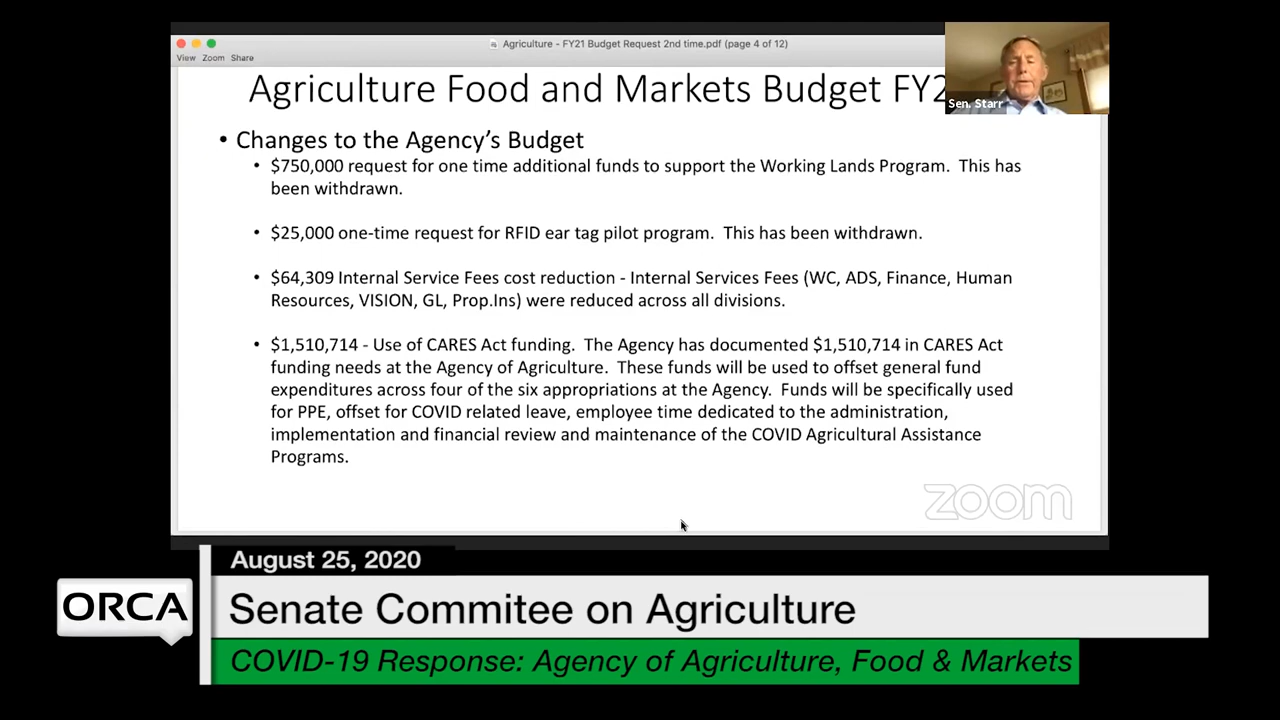 Agriculture - FY21 Budget Request 2nd time.pdf (page 4 of 12)
View Zoom Share
Agriculture Food and Markets Budget FY2
Sen. Starr
• Changes to the Agency's Budget
• $750,000 request for one time additional funds to support the Working Lands Program. This has
been withdrawn.
• $25,000 one-time request for RFID ear tag pilot program. This has been withdrawn.
• $64,309 Internal Service Fees cost reduction - Internal Services Fees (WC, ADS, Finance, Human
Resources, VISION, GL, Prop.Ins) were reduced across all divisions.
• $1,510,714 - Use of CARES Act funding. The Agency has documented $1,510,714 in CARES Act
funding needs at the Agency of Agriculture. These funds will be used to offset general fund
expenditures across four of the six appropriations at the Agency. Funds will be specifically used
for PPE, offset for COVID related leave, employee time dedicated to the administration,
implementation and financial review and maintenance of the COVID Agricultural Assistance
Programs.
zoom
August 25, 2020
ORCA
Senate Commitee on Agriculture
COVID-19 Response: Agency of Agriculture, Food & Markets